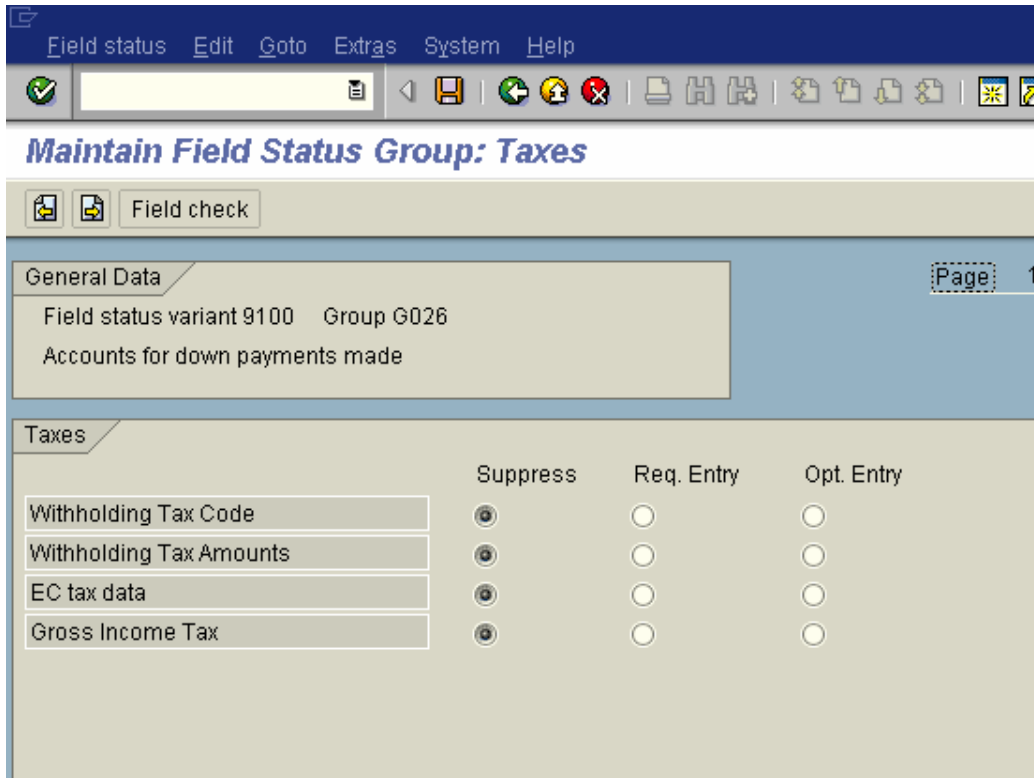 Field status Edit Goto Extras System Help
Maintain Field Status Group: Taxes
Field check
General Data
Page 1
Field status variant 9100 Group G026
Accounts for down payments made
Taxes
Suppress Req. Entry Opt. Entry
Withholding Tax Code
Withholding Tax Amounts
EC tax data
Gross Income Tax